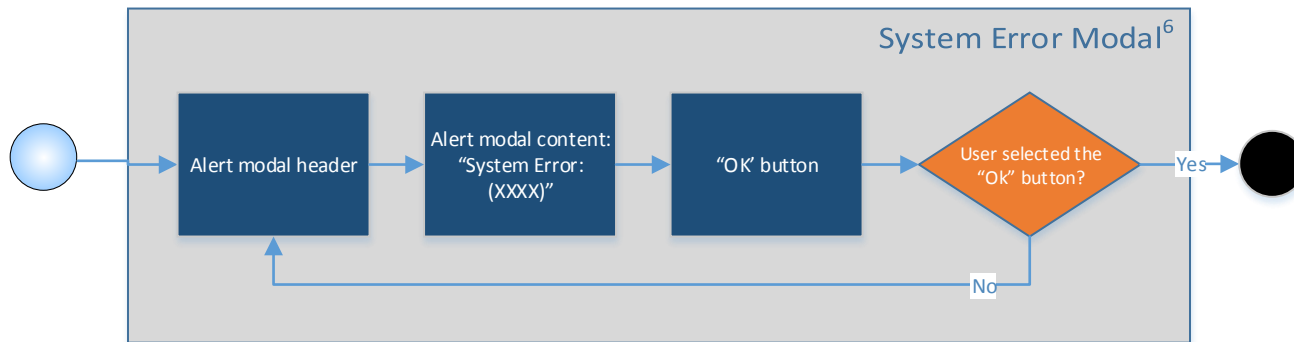 System Error Modal⁶
Alert modal header
Alert modal content:
“System Error:
(XXXX)”
“OK’ button
User selected the
“Ok” button?
Yes
No